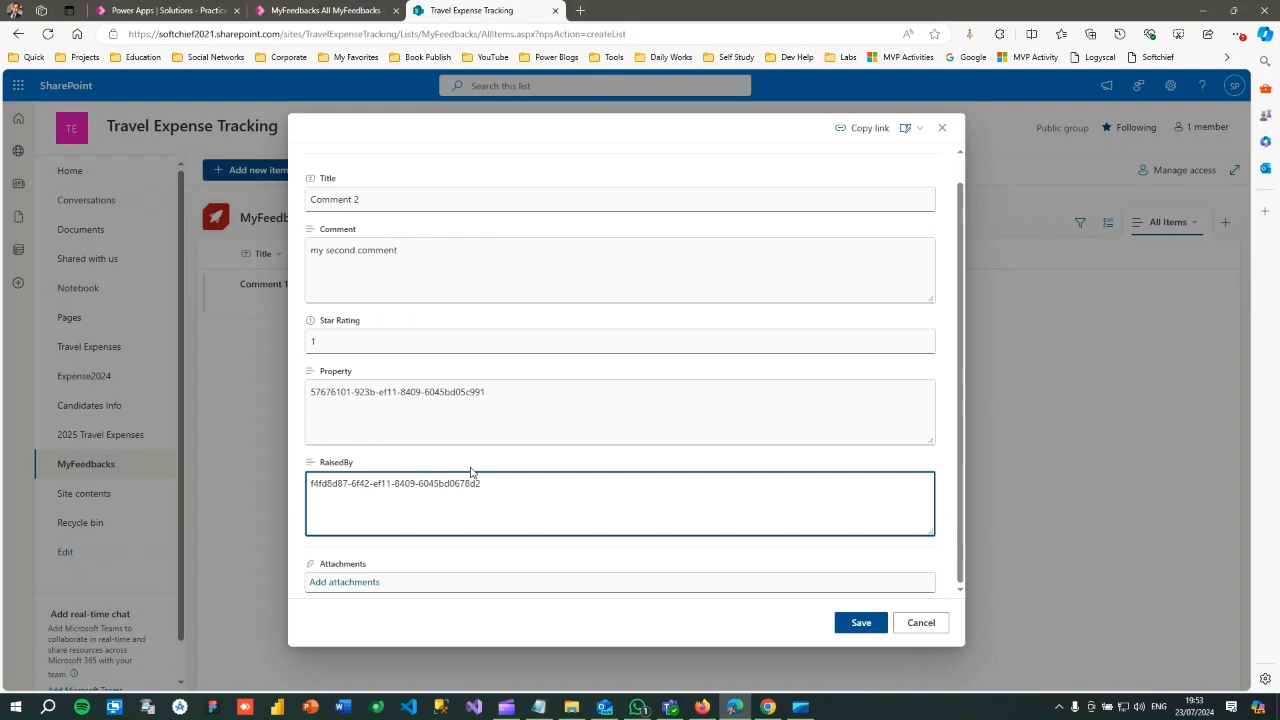 Power Apps | Solutions - Practice
MyFeedbacks All MyFeedbacks -
Travel Expense Tracking
https://softchief2021.sharepoint.com/sites/TravelExpenseTracking/Lists/MyFeedbacks/AllItems.aspx?npsAction=createList
Quick
Projects
Education
Social Networks
Corporate
My Favorites
Book Publish
YouTube
Power Blogs
Tools
Daily Works
Self Study
Dev Help
Labs
MVP Activities
Google
MVP Activity
Logyscal
Softchief
SharePoint
Search this list
SP
TE
Travel Expense Tracking
Copy link
Public group
Following
1 member
Home
Conversations
Documents
Shared with us
Notebook
Pages
Travel Expenses
Expense2024
Candidates Info
2025 Travel Expenses
MyFeedbacks
Site contents
Recycle bin
Edit
Add real-time chat
Add Microsoft Teams to
collaborate in real-time and
share resources across
Microsoft 365 with your
team.
Add Microsoft Teams
Add new item
Manage access
MyFeedb
All Items
Title
Comment 1
Title
Comment 2
Comment
my second comment
Star Rating
1
Property
57676101-923b-ef11-8409-6045bd05c991
RaisedBy
f4fd8d87-6f42-ef11-8409-6045bd0678d2
Attachments
Add attachments
Save
Cancel
ENG
19:53
23/07/2024